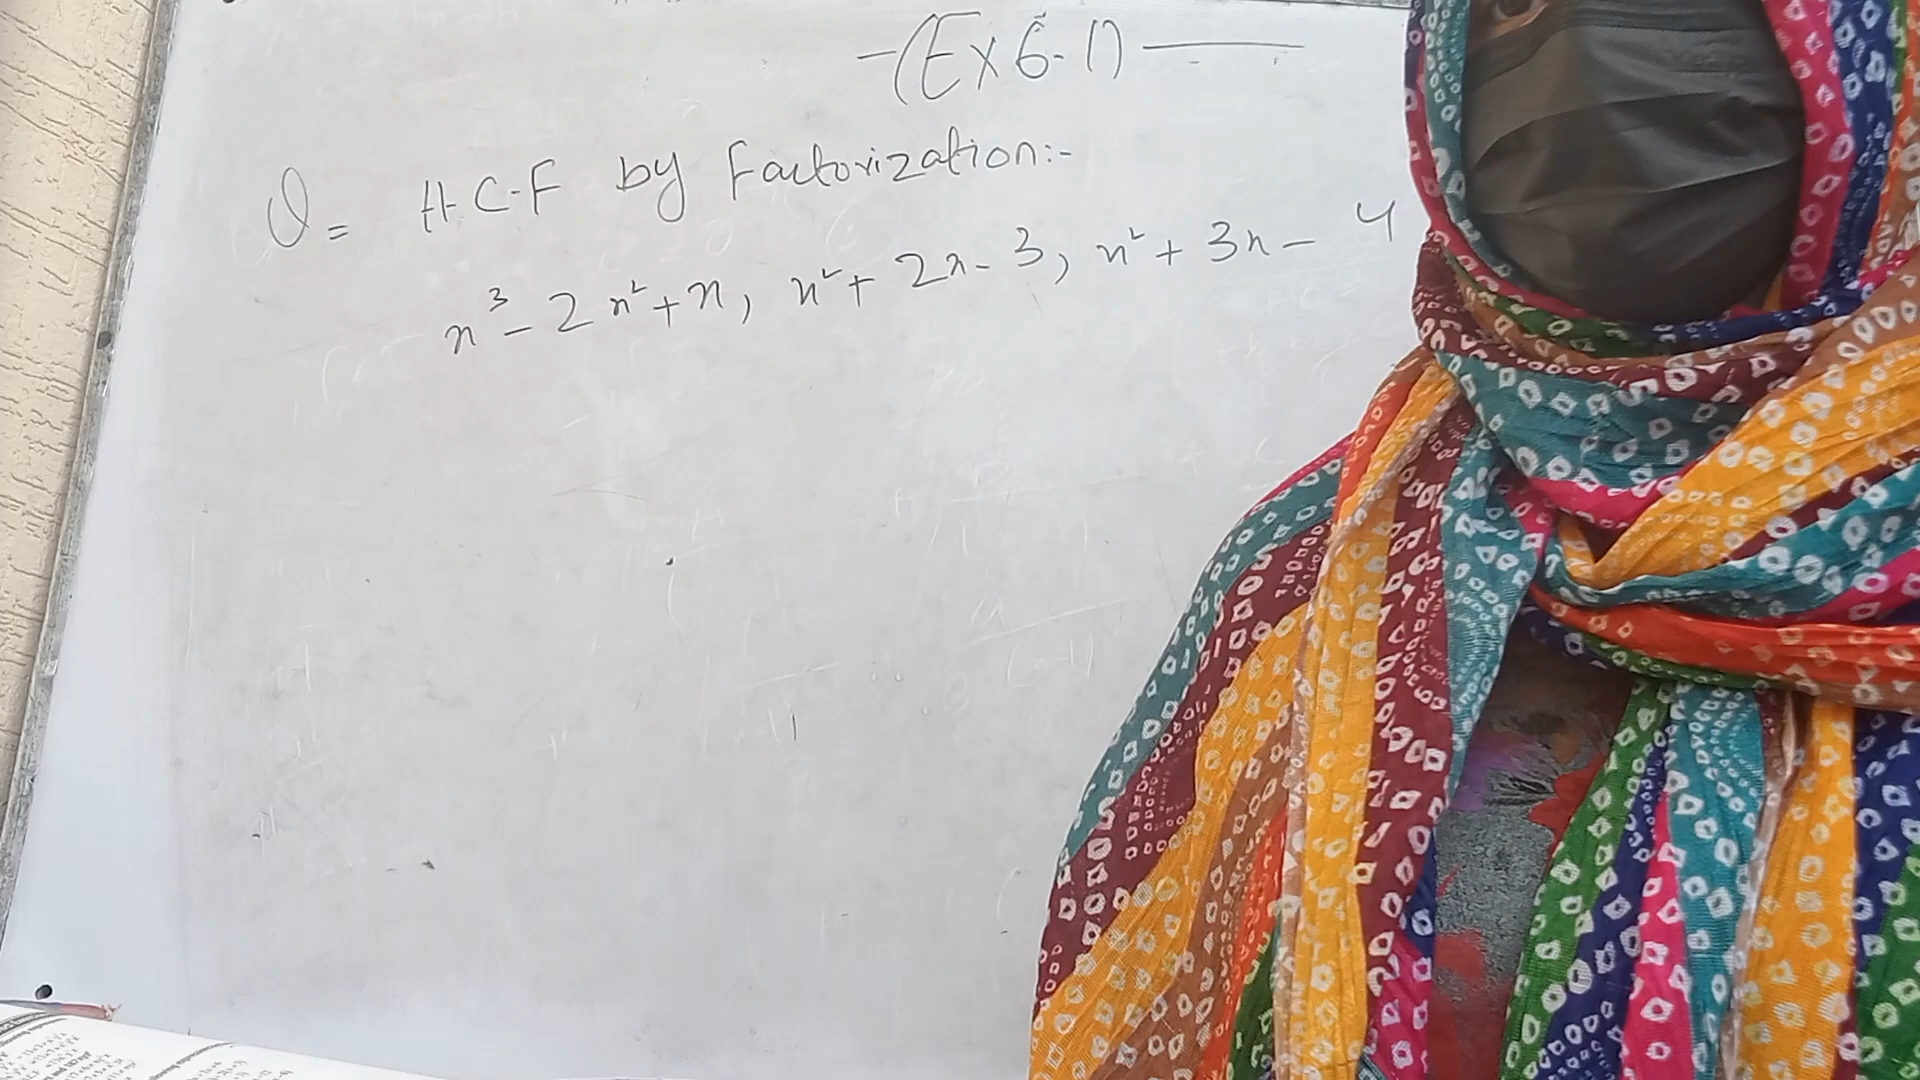 (Ex 6.1)
Q= H.C.F by Factorization:-
x³ - 2x² + x, x² + 2x - 3, x² + 3x - 4